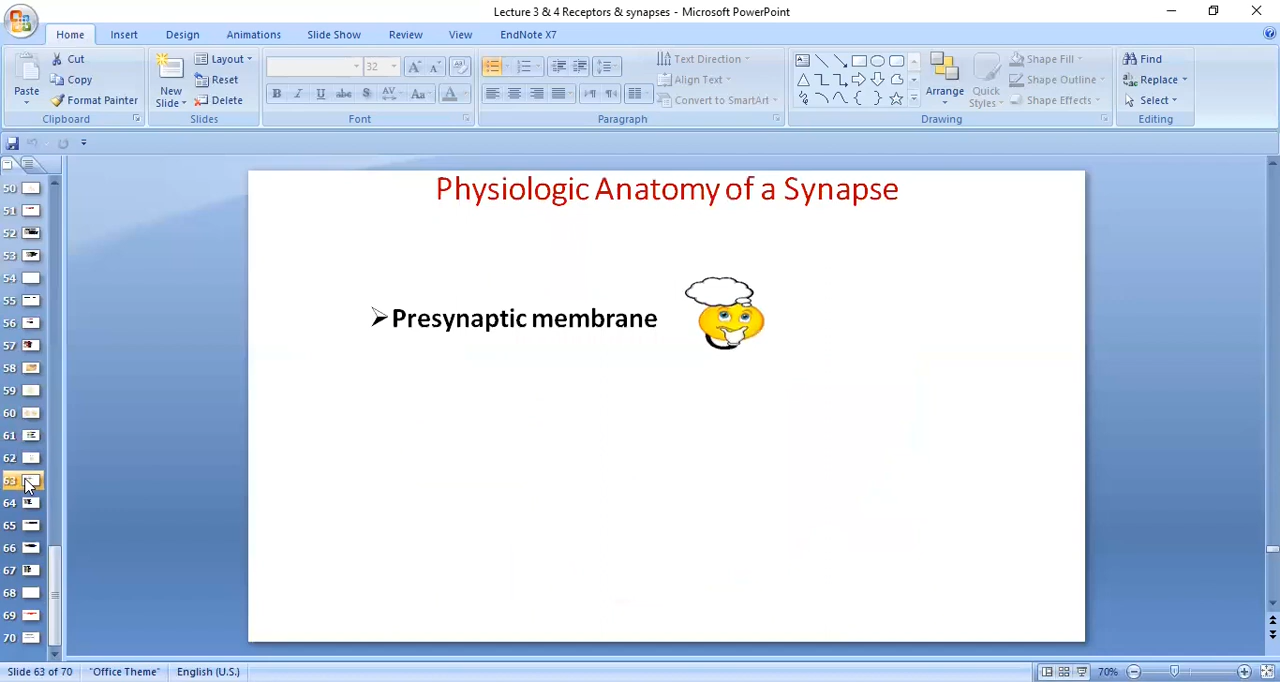 Lecture 3 & 4 Receptors & synapses - Microsoft PowerPoint
Home Insert Design Animations Slide Show Review View EndNote X7
Paste
Cut
Copy
Format Painter
Clipboard
New Slide
Layout
Reset
Delete
Slides
32
B I U abc S AV Aa A
Font
Text Direction
Align Text
Convert to SmartArt
Paragraph
Arrange
Quick Styles
Shape Fill
Shape Outline
Shape Effects
Drawing
Find
Replace
Select
Editing
50
51
52
53
54
55
56
57
58
59
60
61
62
63
64
65
66
67
68
69
70
Physiologic Anatomy of a Synapse
Presynaptic membrane
Slide 63 of 70 "Office Theme" English (U.S.) 70%